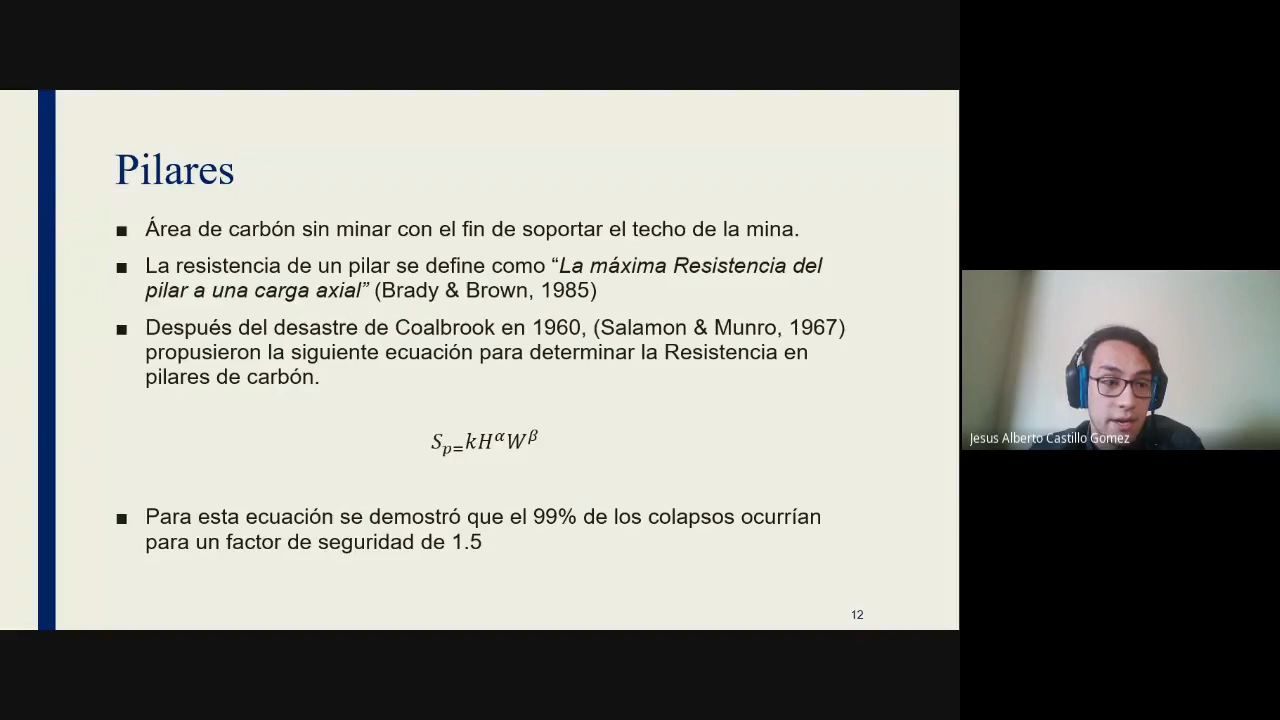 Pilares
■ Área de carbón sin minar con el fin de soportar el techo de la mina.
■ La resistencia de un pilar se define como “La máxima Resistencia del
pilar a una carga axial” (Brady & Brown, 1985)
■ Después del desastre de Coalbrook en 1960, (Salamon & Munro, 1967)
propusieron la siguiente ecuación para determinar la Resistencia en
pilares de carbón.
$S_{p=}kH^{\alpha}W^{\beta}$
■ Para esta ecuación se demostró que el 99% de los colapsos ocurrían
para un factor de seguridad de 1.5
12
Jesus Alberto Castillo Gomez